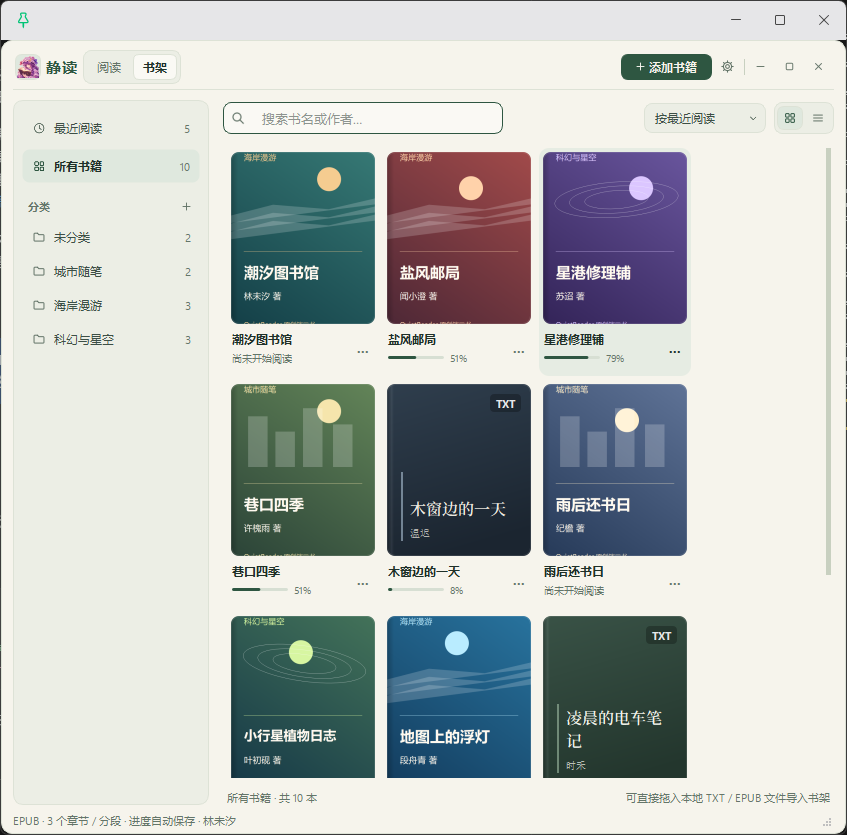 静读
阅读
书架
+ 添加书籍
最近阅读 5
所有书籍 10
分类 +
未分类 2
城市随笔 2
海岸漫游 3
科幻与星空 3
搜索书名或作者...
按最近阅读
海岸漫游
潮汐图书馆
林未汐 著
潮汐图书馆
尚未开始阅读
海岸漫游
盐风邮局
闻小澄 著
盐风邮局
51%
科幻与星空
星港修理铺
苏迢 著
星港修理铺
79%
城市随笔
巷口四季
许槐雨 著
巷口四季
51%
TXT
木窗边的一天
温迟
木窗边的一天
8%
城市随笔
雨后还书日
纪檐 著
雨后还书日
尚未开始阅读
科幻与星空
小行星植物日志
叶初砚 著
海岸漫游
地图上的浮灯
段舟青 著
TXT
凌晨的电车笔
记
时禾
所有书籍 · 共 10 本
可直接拖入本地 TXT / EPUB 文件导入书架
EPUB · 3 个章节 / 分段 · 进度自动保存 · 林未汐